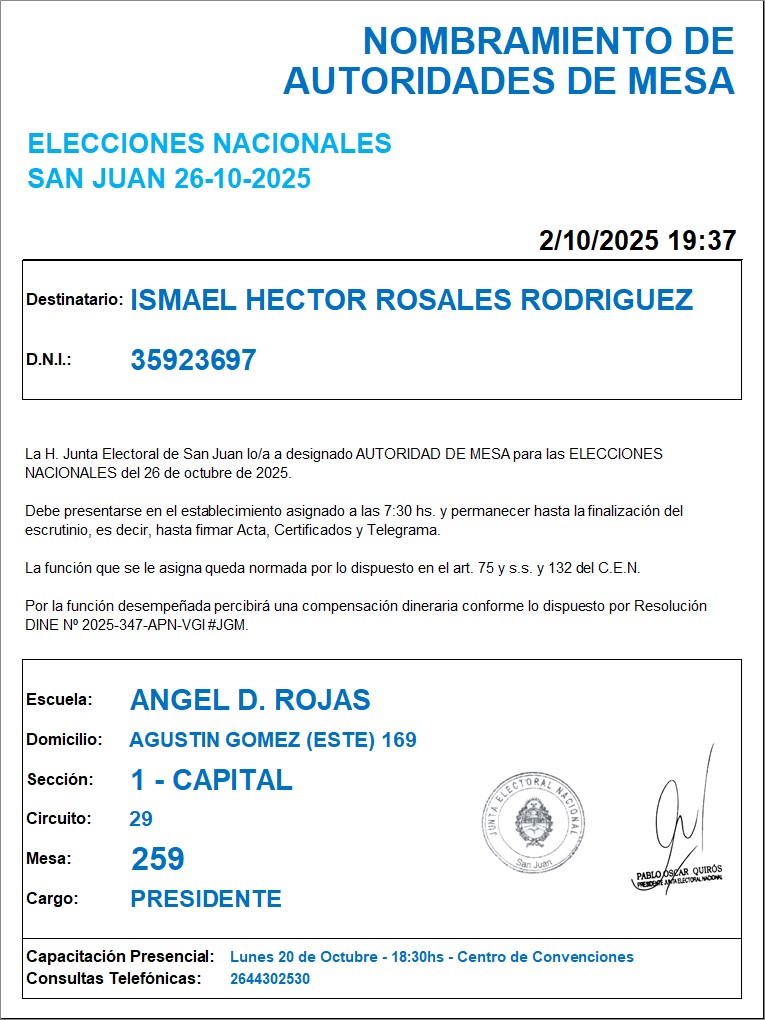 NOMBRAMIENTO DE
AUTORIDADES DE MESA
ELECCIONES NACIONALES
SAN JUAN 26-10-2025
2/10/2025 19:37
Destinatario: ISMAEL HECTOR ROSALES RODRIGUEZ
D.N.I.: 35923697
La H. Junta Electoral de San Juan lo/a a designado AUTORIDAD DE MESA para las ELECCIONES
NACIONALES del 26 de octubre de 2025.
Debe presentarse en el establecimiento asignado a las 7:30 hs. y permanecer hasta la finalización del
escrutinio, es decir, hasta firmar Acta, Certificados y Telegrama.
La función que se le asigna queda normada por lo dispuesto en el art. 75 y s.s. y 132 del C.E.N.
Por la función desempeñada percibirá una compensación dineraria conforme lo dispuesto por Resolución
DINE Nº 2025-347-APN-VGI#JGM.
Escuela: ANGEL D. ROJAS
Domicilio: AGUSTIN GOMEZ (ESTE) 169
Sección: 1 - CAPITAL
Circuito: 29
Mesa: 259
Cargo: PRESIDENTE
JUNTA ELECTORAL NACIONAL
San Juan
PABLO OSCAR QUIRÓS
PRESIDENTE JUNTA ELECTORAL NACIONAL
Capacitación Presencial: Lunes 20 de Octubre - 18:30hs - Centro de Convenciones
Consultas Telefónicas: 2644302530